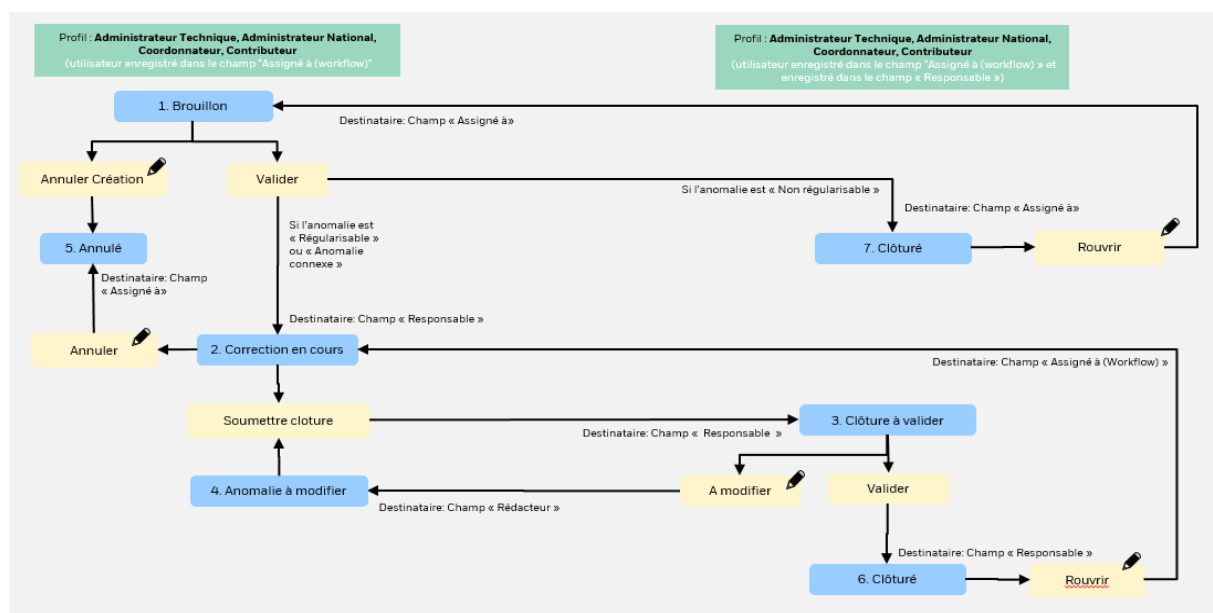 Profil : Administrateur Technique, Administrateur National,
Coordonnateur, Contributeur
(utilisateur enregistré dans le champ "Assigné à (workflow)"
Profil : Administrateur Technique, Administrateur National,
Coordonnateur, Contributeur
(utilisateur enregistré dans le champ "Assigné à (workflow) » et
enregistré dans le champ « Responsable »)
1. Brouillon
Destinataire: Champ « Assigné à»
Annuler Création
Valider
Si l'anomalie est « Non régularisable »
Destinataire: Champ « Assigné à»
Si l'anomalie est
« Régularisable »
ou « Anomalie
connexe »
5. Annulé
7. Clôturé
Rouvrir
Destinataire: Champ
« Assigné à»
Destinataire: Champ « Responsable »
Annuler
2. Correction en cours
Destinataire: Champ « Assigné à (Workflow) »
Soumettre cloture
Destinataire: Champ «  Responsable  »
3. Clôture à valider
4. Anomalie à modifier
Destinataire: Champ « Rédacteur »
A modifier
Valider
Destinataire: Champ « Responsable »
6. Clôturé
Rouvrir